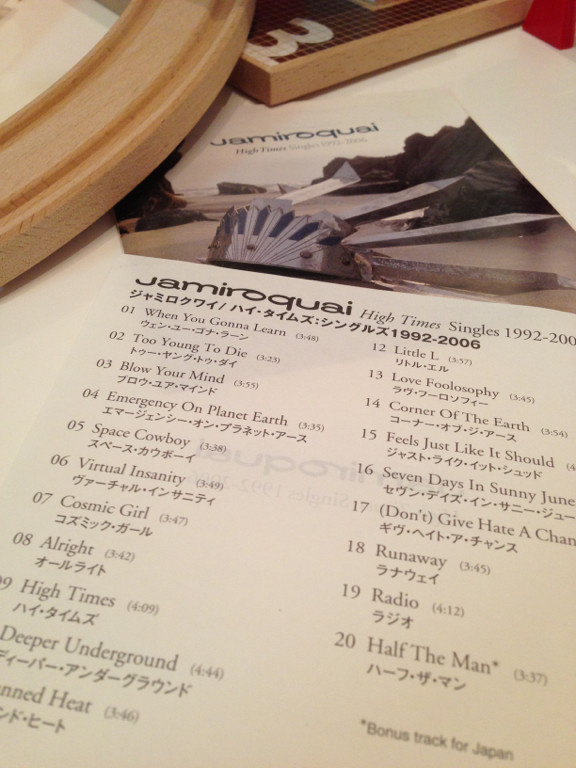 3
jamiroquai
High Times Singles 1992-2006
jamiroquai High Times Singles 1992-200
ジャミロクワイ/ハイ・タイムズ:シングルズ1992-2006
01 When You Gonna Learn (3:48)
ウェン・ユー・ゴナ・ラーン
02 Too Young To Die (3:23)
トゥー・ヤング・トゥ・ダイ
03 Blow Your Mind (3:55)
ブロウ・ユア・マインド
04 Emergency On Planet Earth (3:35)
エマージェンシー・オン・プラネット・アース
05 Space Cowboy (3:38)
スペース・カウボーイ
06 Virtual Insanity (3:49)
ヴァーチャル・インサニティ
07 Cosmic Girl (3:47)
コズミック・ガール
08 Alright (3:42)
オールライト
09 High Times (4:09)
ハイ・タイムズ
Deeper Underground (4:44)
ディーパー・アンダーグラウンド
nned Heat (3:46)
ンド・ヒート
12 Little L (3:57)
リトル・エル
13 Love Foolosophy (3:45)
ラヴ・フーロソフィー
14 Corner Of The Earth (3:54)
コーナー・オブ・ジ・アース
15 Feels Just Like It Should (4
ジャスト・ライク・イット・シュッド
16 Seven Days In Sunny June
セヴン・デイズ・イン・サニー・ジュー
17 (Don't) Give Hate A Chan
ギヴ・ヘイト・ア・チャンス
18 Runaway (3:45)
ラナウェイ
19 Radio (4:12)
ラジオ
20 Half The Man* (3:37)
ハーフ・ザ・マン
*Bonus track for Japan